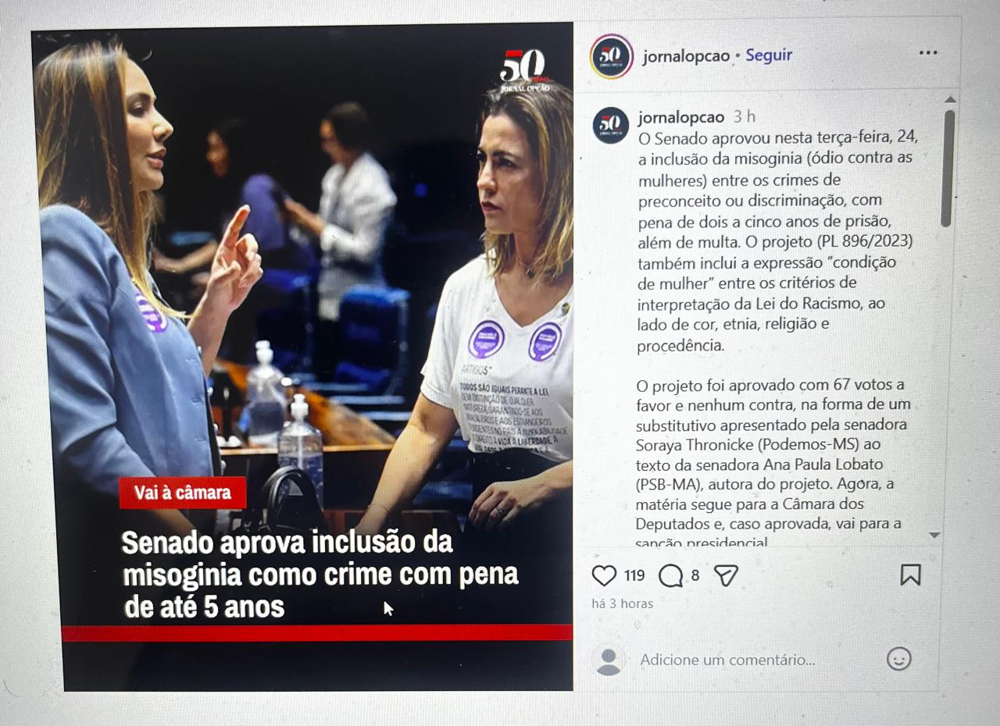 50
JORNAL OPÇÃO
ARTIGO 5°
TODOS SÃO IGUAIS PERANTE A LEI,
SEM DISTINÇÃO DE QUALQUER
NATUREZA, GARANTINDO-SE AOS
BRASILEIROS E AOS ESTRANGEIROS
RESIDENTES NO PAÍS A INVIOLABILIDADE
DO DIREITO À VIDA, À LIBERDADE, À
Vai à câmara
Senado aprova inclusão da
misoginia como crime com pena
de até 5 anos
50
jornalopcao • Seguir
50
jornalopcao 3 h
O Senado aprovou nesta terça-feira, 24,
a inclusão da misoginia (ódio contra as
mulheres) entre os crimes de
preconceito ou discriminação, com
pena de dois a cinco anos de prisão,
além de multa. O projeto (PL 896/2023)
também inclui a expressão “condição
de mulher” entre os critérios de
interpretação da Lei do Racismo, ao
lado de cor, etnia, religião e
procedência.
O projeto foi aprovado com 67 votos a
favor e nenhum contra, na forma de um
substitutivo apresentado pela senadora
Soraya Thronicke (Podemos-MS) ao
texto da senadora Ana Paula Lobato
(PSB-MA), autora do projeto. Agora, a
matéria segue para a Câmara dos
Deputados e, caso aprovada, vai para a
sanção presidencial
119 8
há 3 horas
Adicione um comentário...